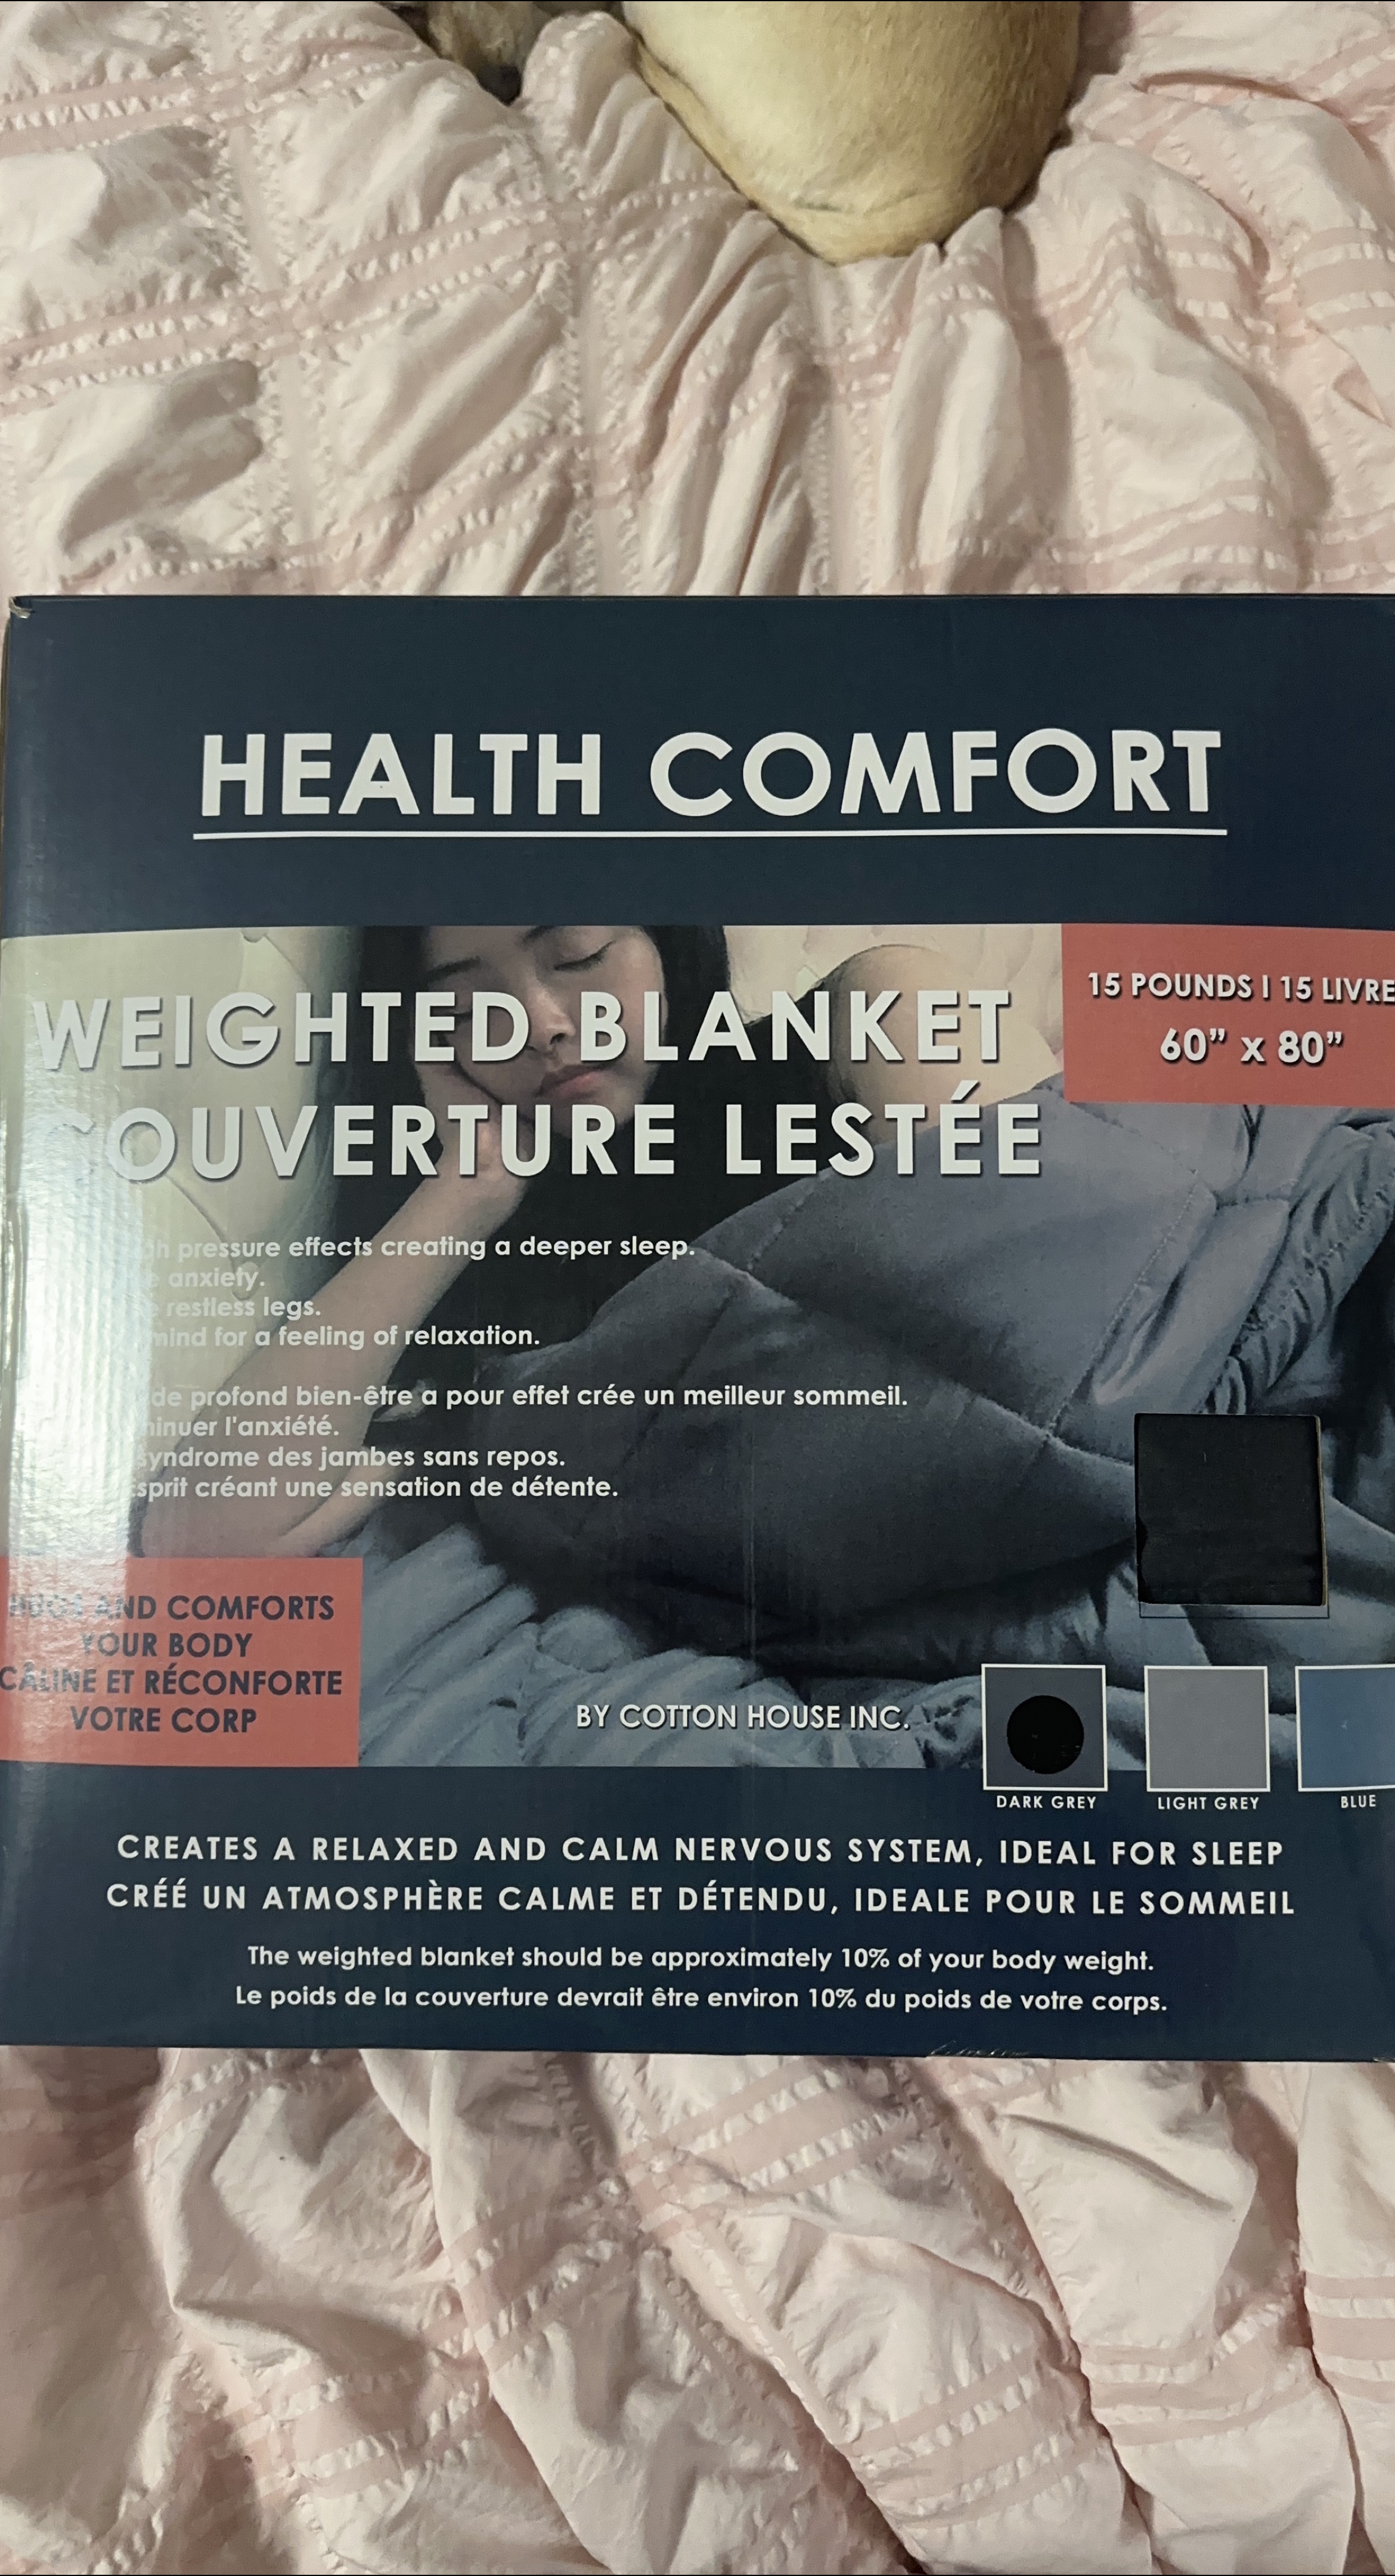 HEALTH COMFORT
WEIGHTED BLANKET
COUVERTURE LESTÉE
15 POUNDS | 15 LIVRE
60” x 80”
pressure effects creating a deeper sleep.
anxiety.
restless legs.
mind for a feeling of relaxation.
de profond bien-être a pour effet crée un meilleur sommeil.
inuer l'anxiété.
syndrome des jambes sans repos.
sprit créant une sensation de détente.
AND COMFORTS
YOUR BODY
CÂLINE ET RÉCONFORTE
VOTRE CORP
BY COTTON HOUSE INC.
DARK GREY
LIGHT GREY
BLUE
CREATES A RELAXED AND CALM NERVOUS SYSTEM, IDEAL FOR SLEEP
CRÉÉ UN ATMOSPHÈRE CALME ET DÉTENDU, IDEALE POUR LE SOMMEIL
The weighted blanket should be approximately 10% of your body weight.
Le poids de la couverture devrait être environ 10% du poids de votre corps.